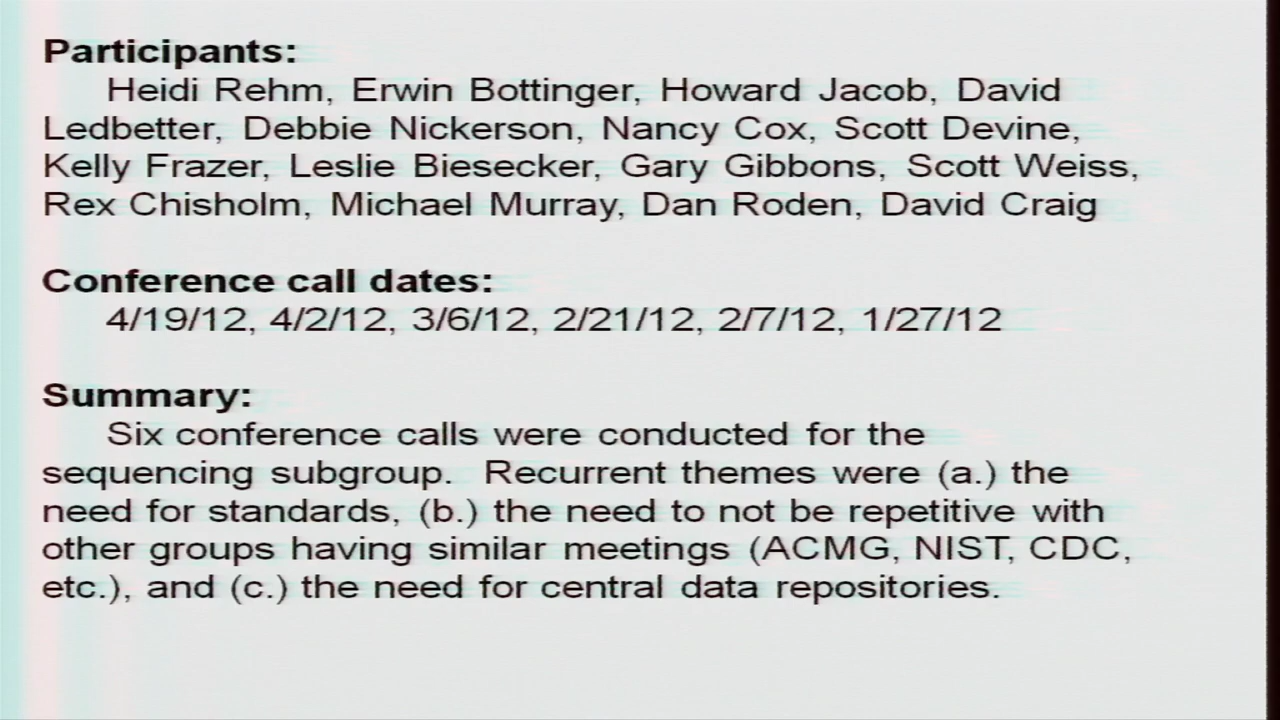 Participants:
Heidi Rehm, Erwin Bottinger, Howard Jacob, David
Ledbetter, Debbie Nickerson, Nancy Cox, Scott Devine,
Kelly Frazer, Leslie Biesecker, Gary Gibbons, Scott Weiss,
Rex Chisholm, Michael Murray, Dan Roden, David Craig
Conference call dates:
4/19/12, 4/2/12, 3/6/12, 2/21/12, 2/7/12, 1/27/12
Summary:
Six conference calls were conducted for the
sequencing subgroup. Recurrent themes were (a.) the
need for standards, (b.) the need to not be repetitive with
other groups having similar meetings (ACMG, NIST, CDC,
etc.), and (c.) the need for central data repositories.